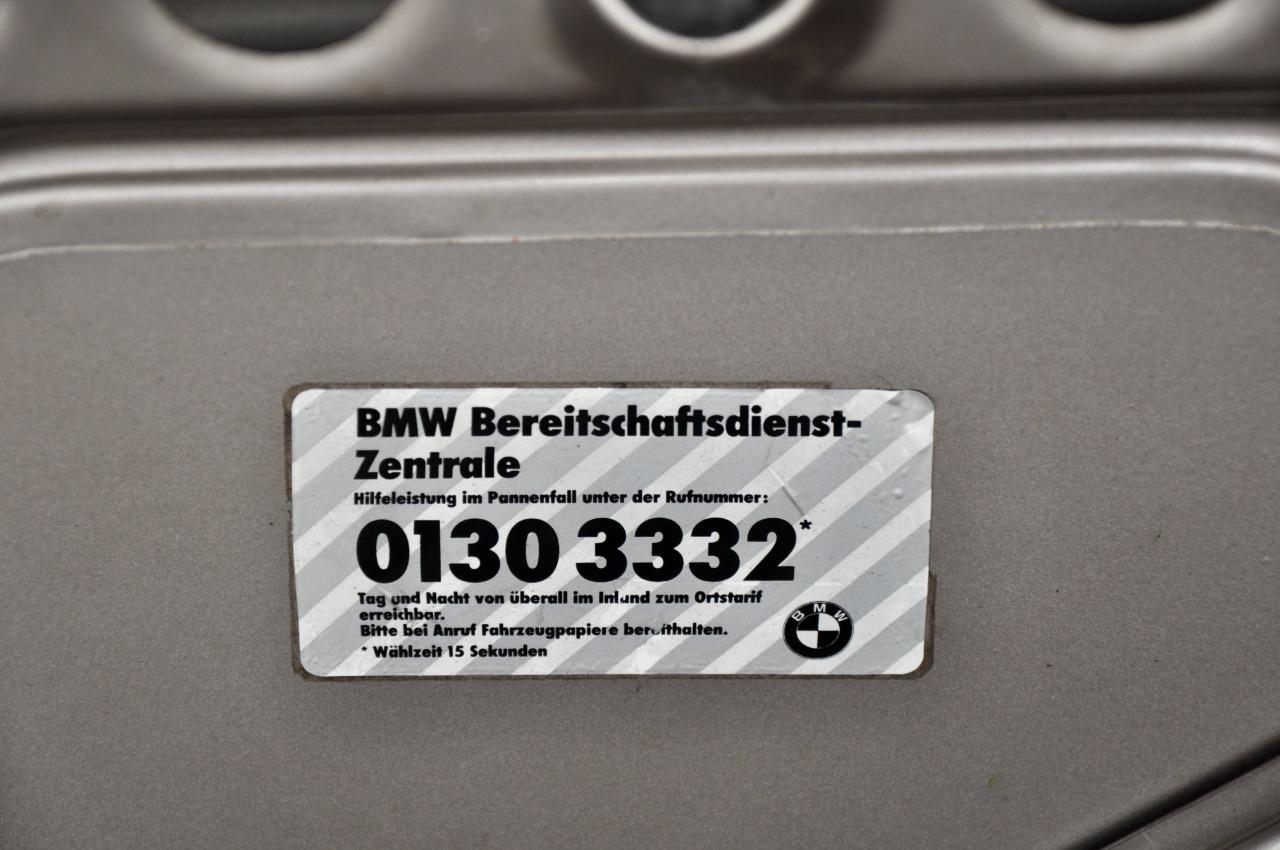 BMW Bereitschaftsdienst-
Zentrale
Hilfeleistung im Pannenfall unter der Rufnummer:
0130 3332*
Tag und Nacht von überall im Inland zum Ortstarif
erreichbar.
Bitte bei Anruf Fahrzeugpapiere bereithalten.
* Wählzeit 15 Sekunden
BMW